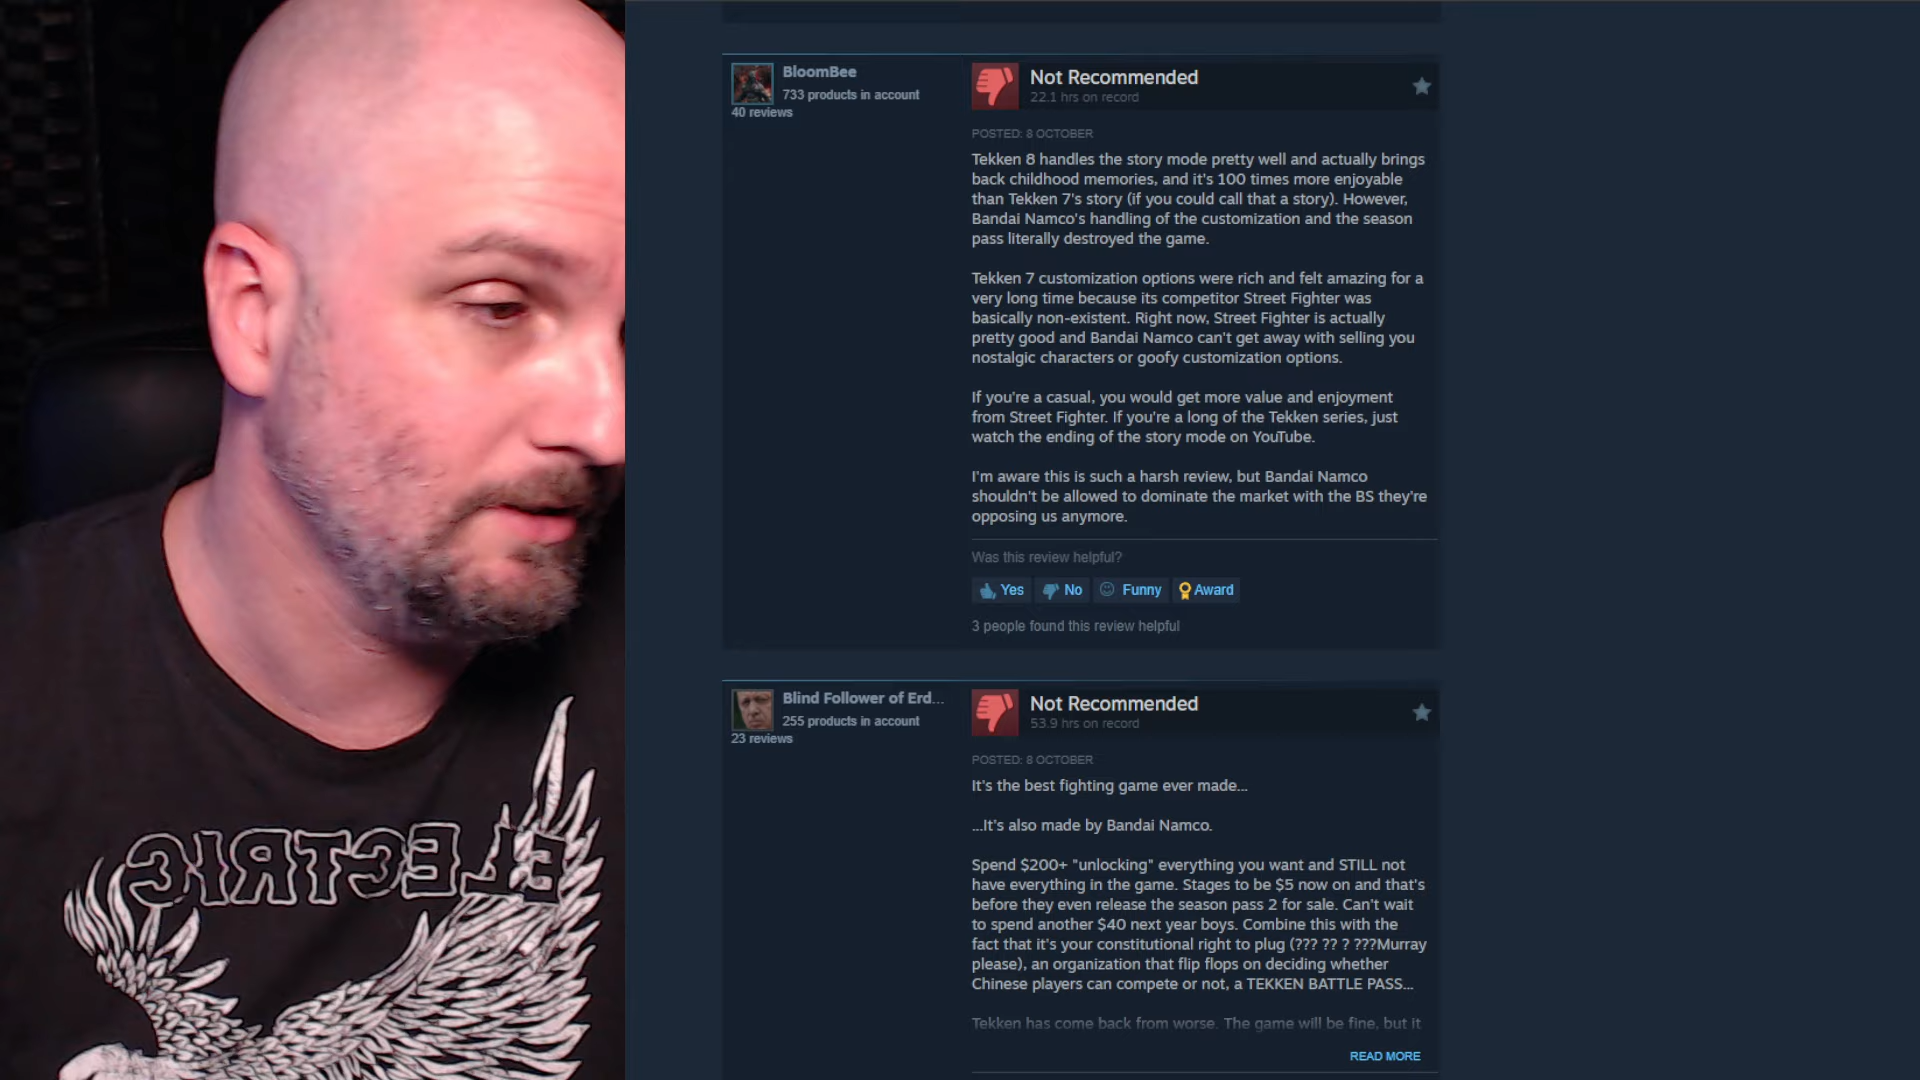 ELECTRIC
BloomBee
733 products in account
40 reviews
Not Recommended
22.1 hrs on record
POSTED: 8 OCTOBER
Tekken 8 handles the story mode pretty well and actually brings
back childhood memories, and it's 100 times more enjoyable
than Tekken 7's story (if you could call that a story). However,
Bandai Namco's handling of the customization and the season
pass literally destroyed the game.
Tekken 7 customization options were rich and felt amazing for a
very long time because its competitor Street Fighter was
basically non-existent. Right now, Street Fighter is actually
pretty good and Bandai Namco can't get away with selling you
nostalgic characters or goofy customization options.
If you're a casual, you would get more value and enjoyment
from Street Fighter. If you're a long of the Tekken series, just
watch the ending of the story mode on YouTube.
I'm aware this is such a harsh review, but Bandai Namco
shouldn't be allowed to dominate the market with the BS they're
opposing us anymore.
Was this review helpful?
Yes No Funny Award
3 people found this review helpful
Blind Follower of Erd...
255 products in account
23 reviews
Not Recommended
53.9 hrs on record
POSTED: 8 OCTOBER
It's the best fighting game ever made...
...It's also made by Bandai Namco.
Spend $200+ "unlocking" everything you want and STILL not
have everything in the game. Stages to be $5 now on and that's
before they even release the season pass 2 for sale. Can't wait
to spend another $40 next year boys. Combine this with the
fact that it's your constitutional right to plug (??? ?? ? ???Murray
please), an organization that flip flops on deciding whether
Chinese players can compete or not, a TEKKEN BATTLE PASS...
Tekken has come back from worse. The game will be fine, but it
READ MORE